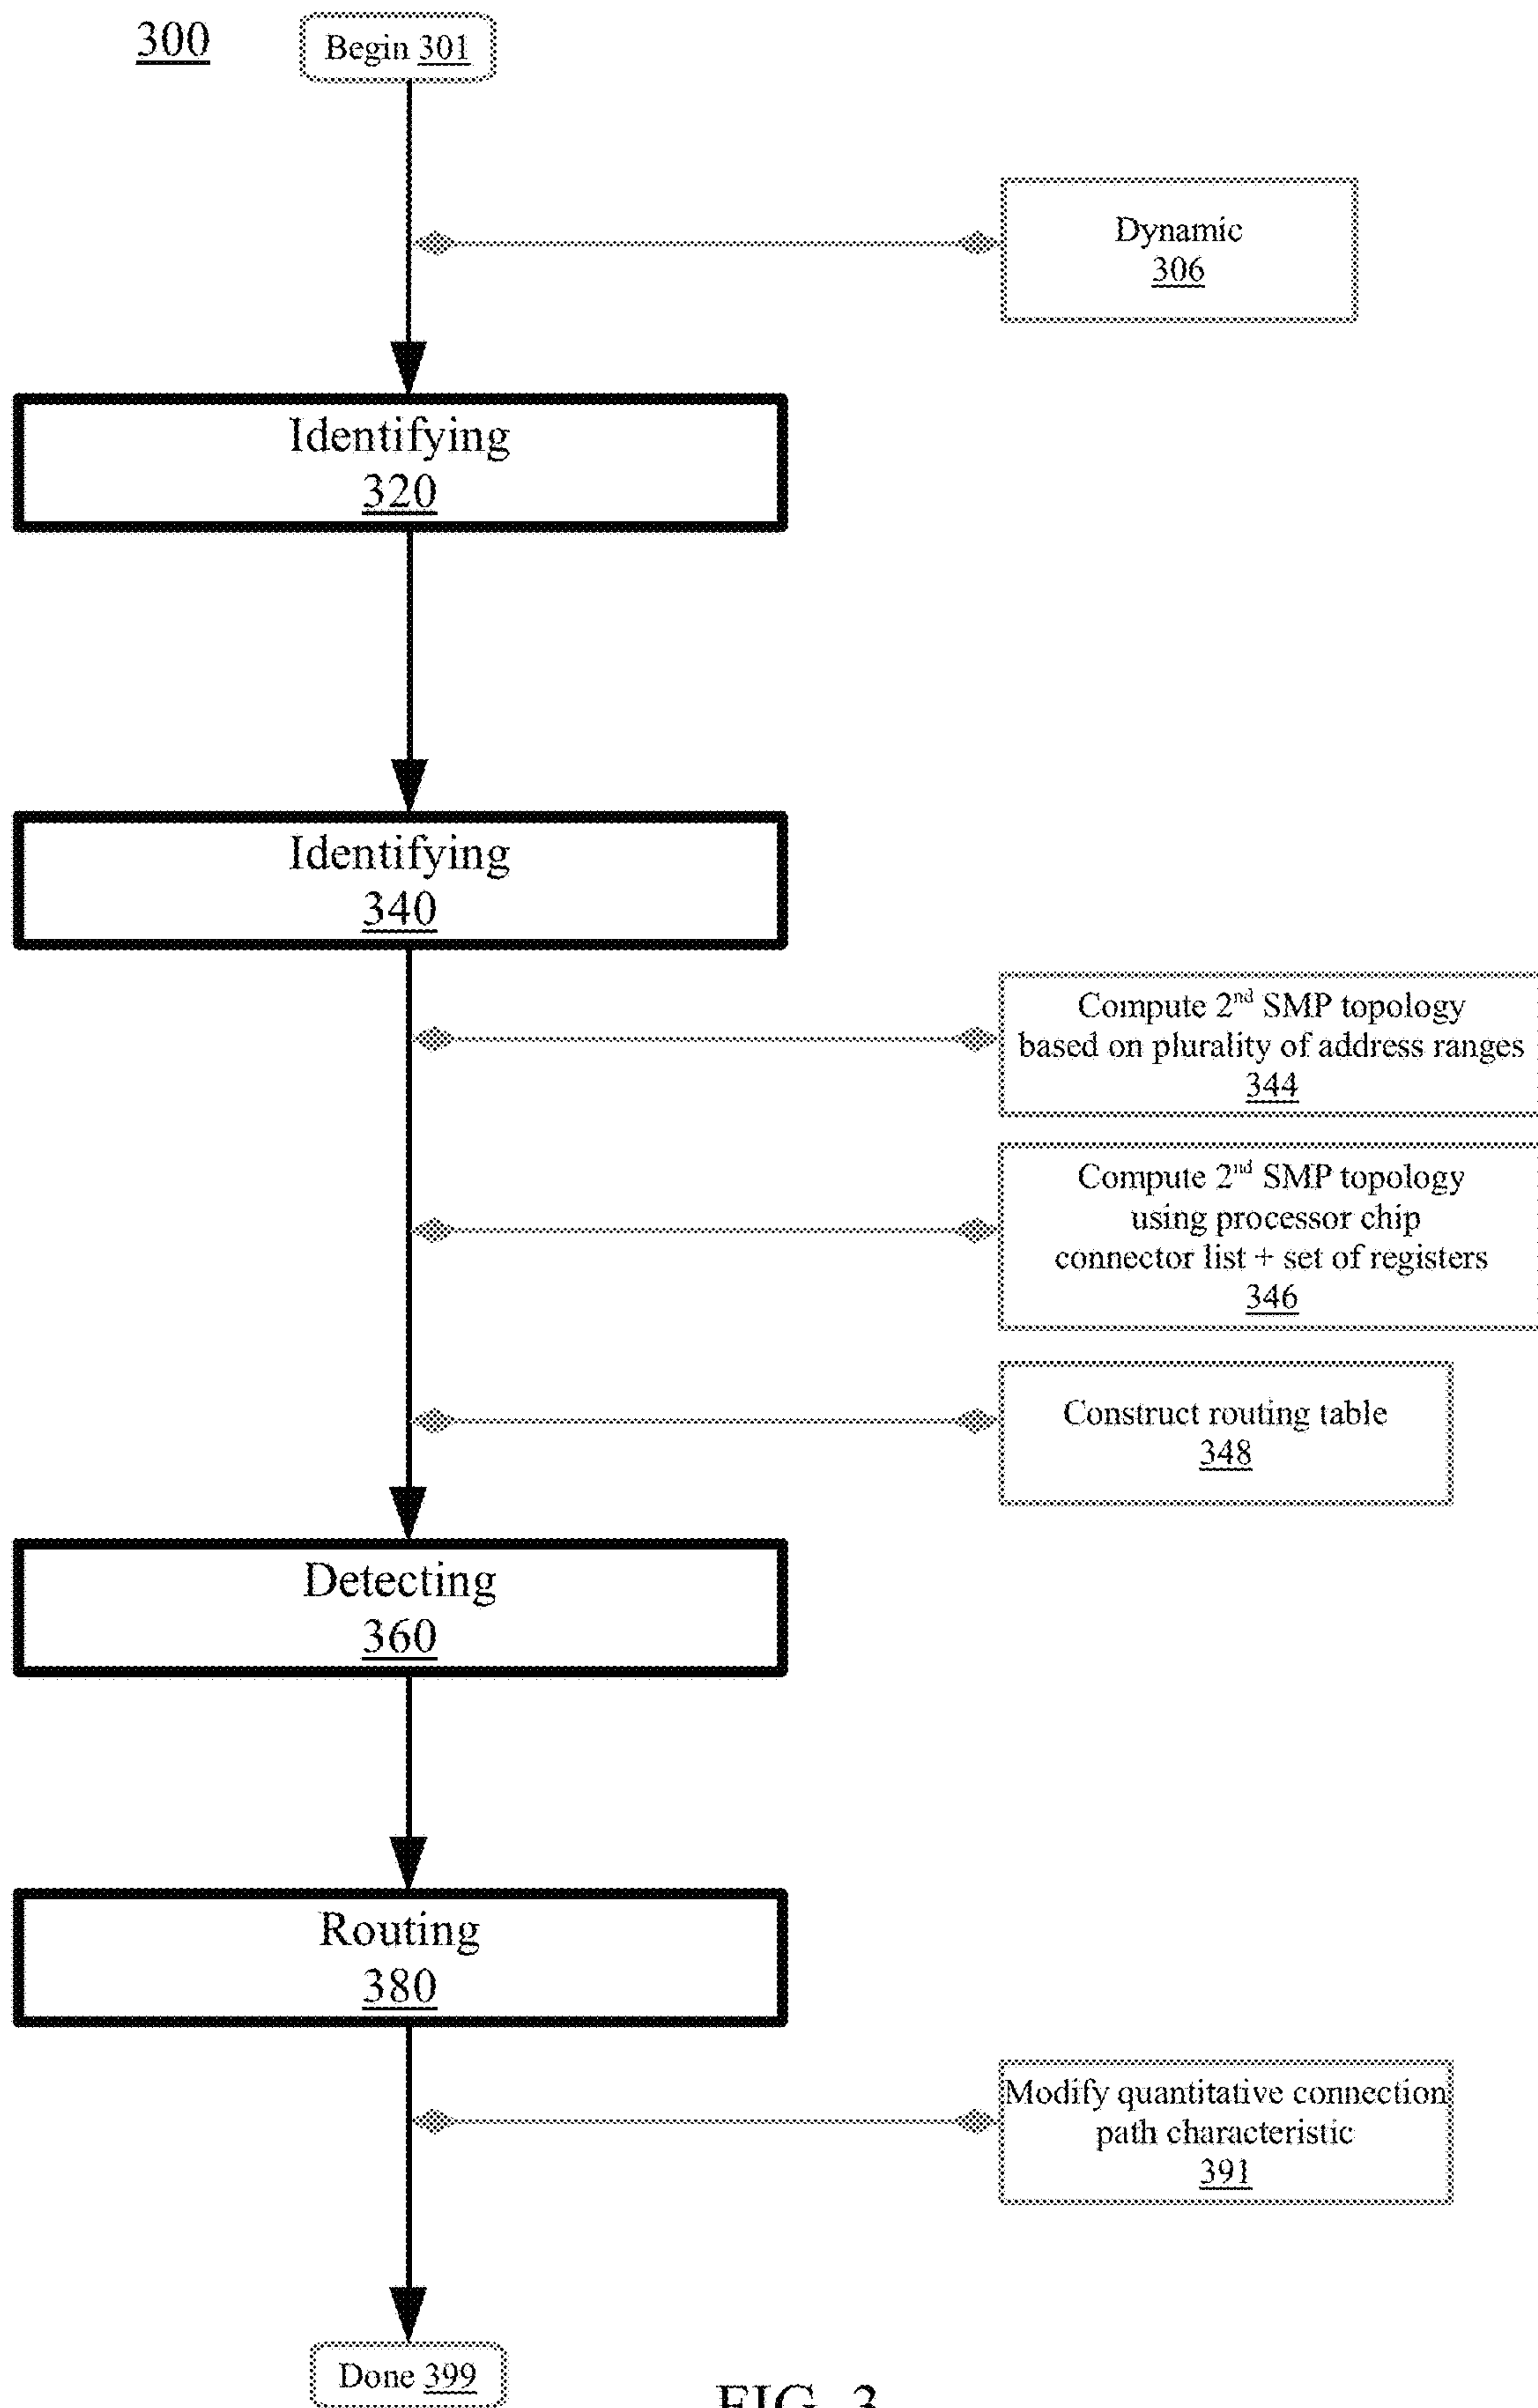 300
Begin 301
Dynamic
306
Identifying
320
Identifying
340
Compute 2nd SMP topology
based on plurality of address ranges
344
Compute 2nd SMP topology
using processor chip
connector list + set of registers
346
Construct routing table
348
Detecting
360
Routing
380
Modify quantitative connection
path characteristic
391
Done 399
FIG. 3